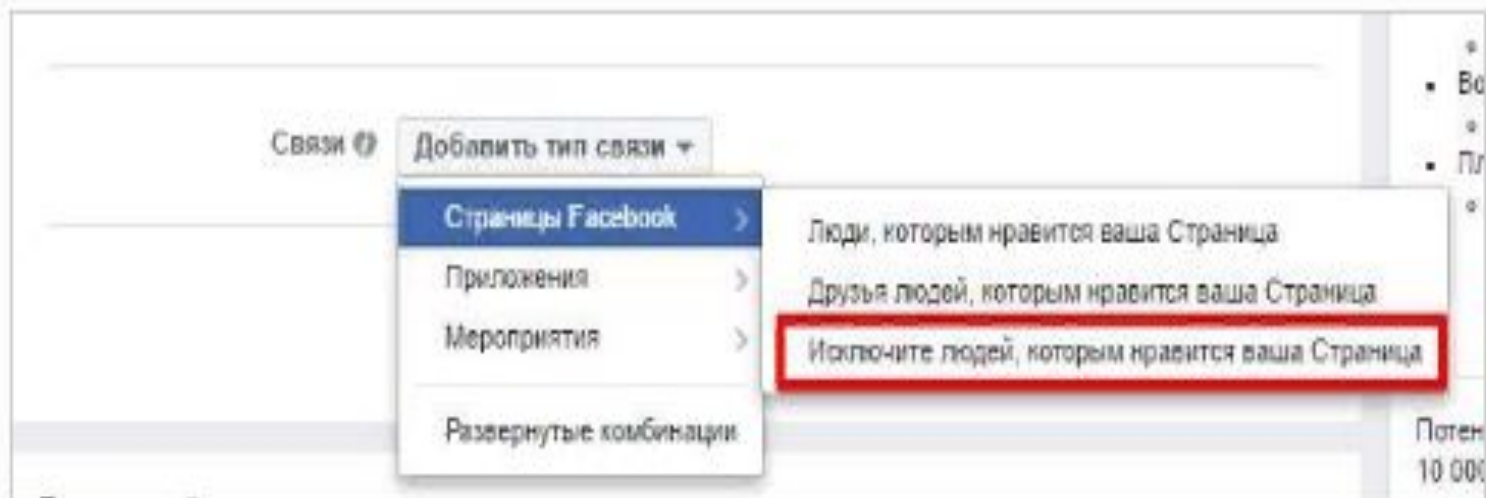 Связи
Добавить тип связи
Страницы Facebook
Приложения
Мероприятия
Развернутые комбинации
Люди, которым нравится ваша Страница
Друзья людей, которым нравится ваша Страница
Исключите людей, которым нравится ваша Страница
10 000